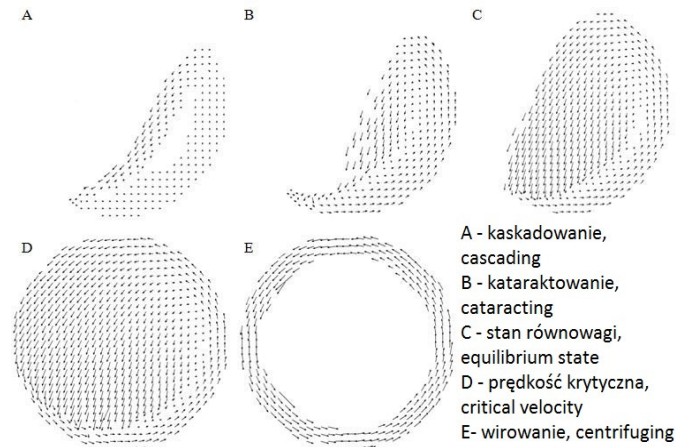 A
B
C
D
E
A - kaskadowanie,
cascading
B - kataraktowanie,
cataracting
C - stan równowagi,
equilibrium state
D - prędkość krytyczna,
critical velocity
E- wirowanie, centrifuging